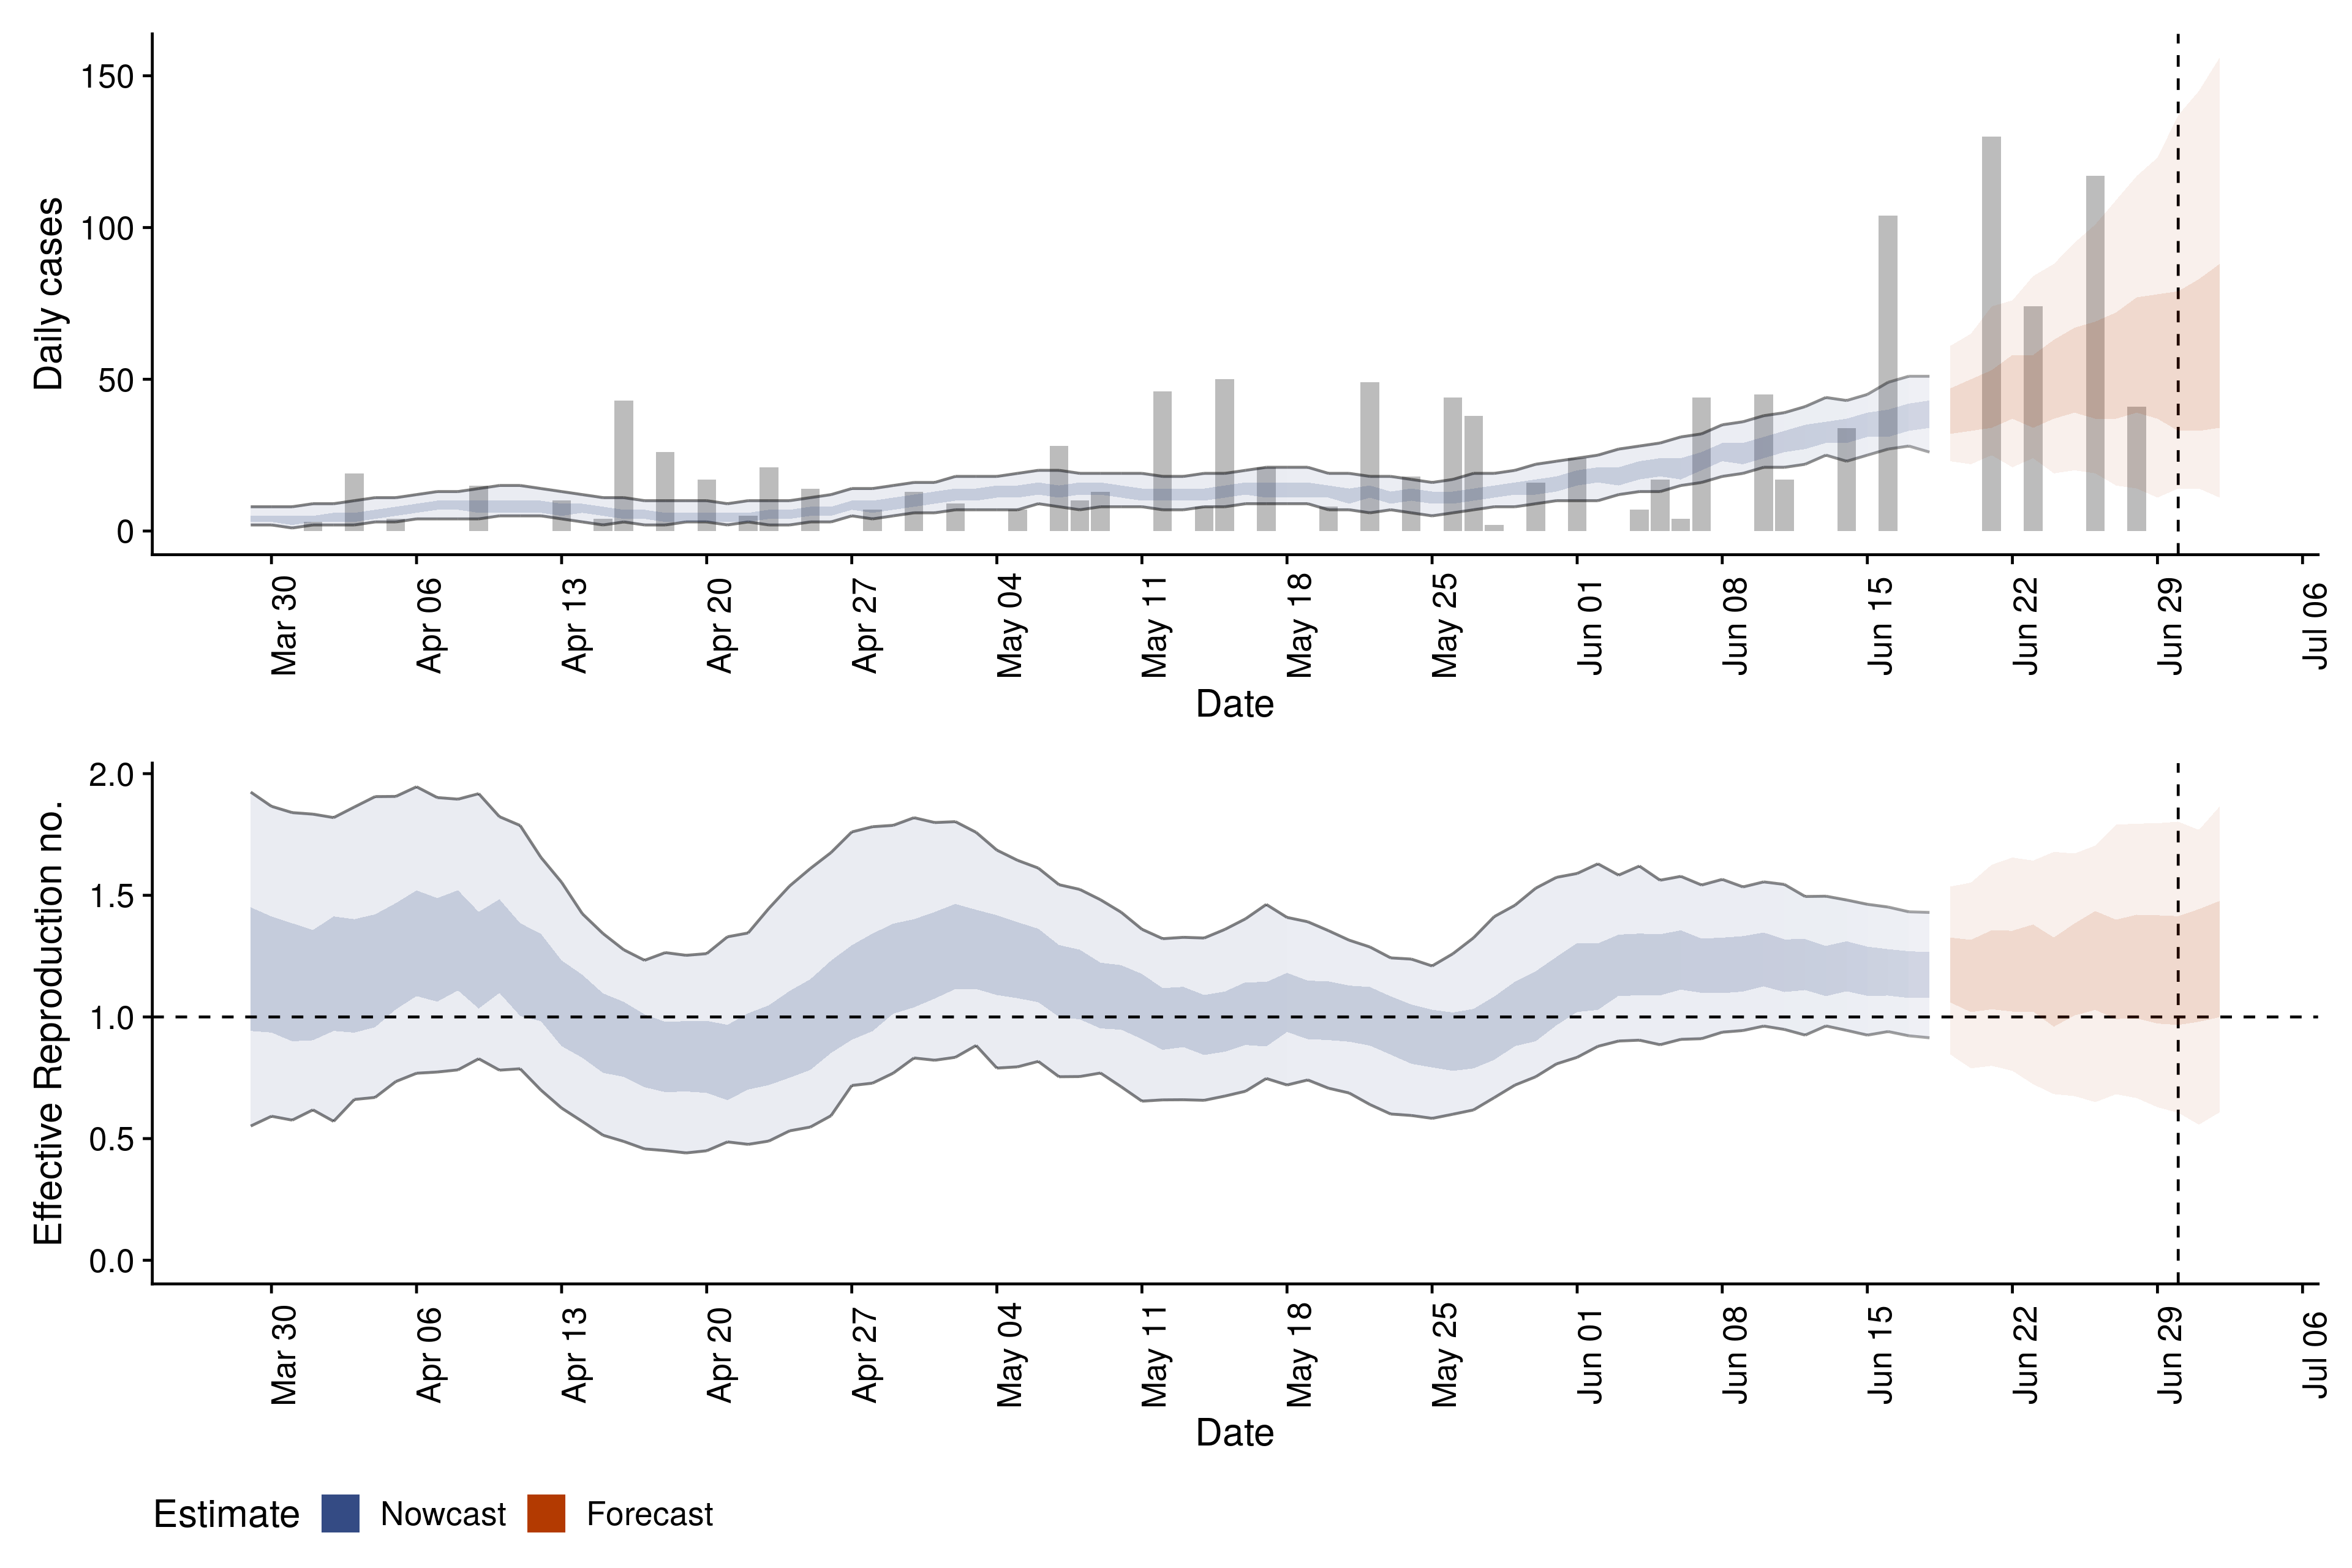 150
100
50
0
Daily cases
Mar 30
Apr 06
Apr 13
Apr 20
Apr 27
May 04
May 11
May 18
May 25
Jun 01
Jun 08
Jun 15
Jun 22
Jun 29
Jul 06
Date
2.0
1.5
1.0
0.5
0.0
Effective Reproduction no.
Mar 30
Apr 06
Apr 13
Apr 20
Apr 27
May 04
May 11
May 18
May 25
Jun 01
Jun 08
Jun 15
Jun 22
Jun 29
Jul 06
Date
Estimate Nowcast Forecast